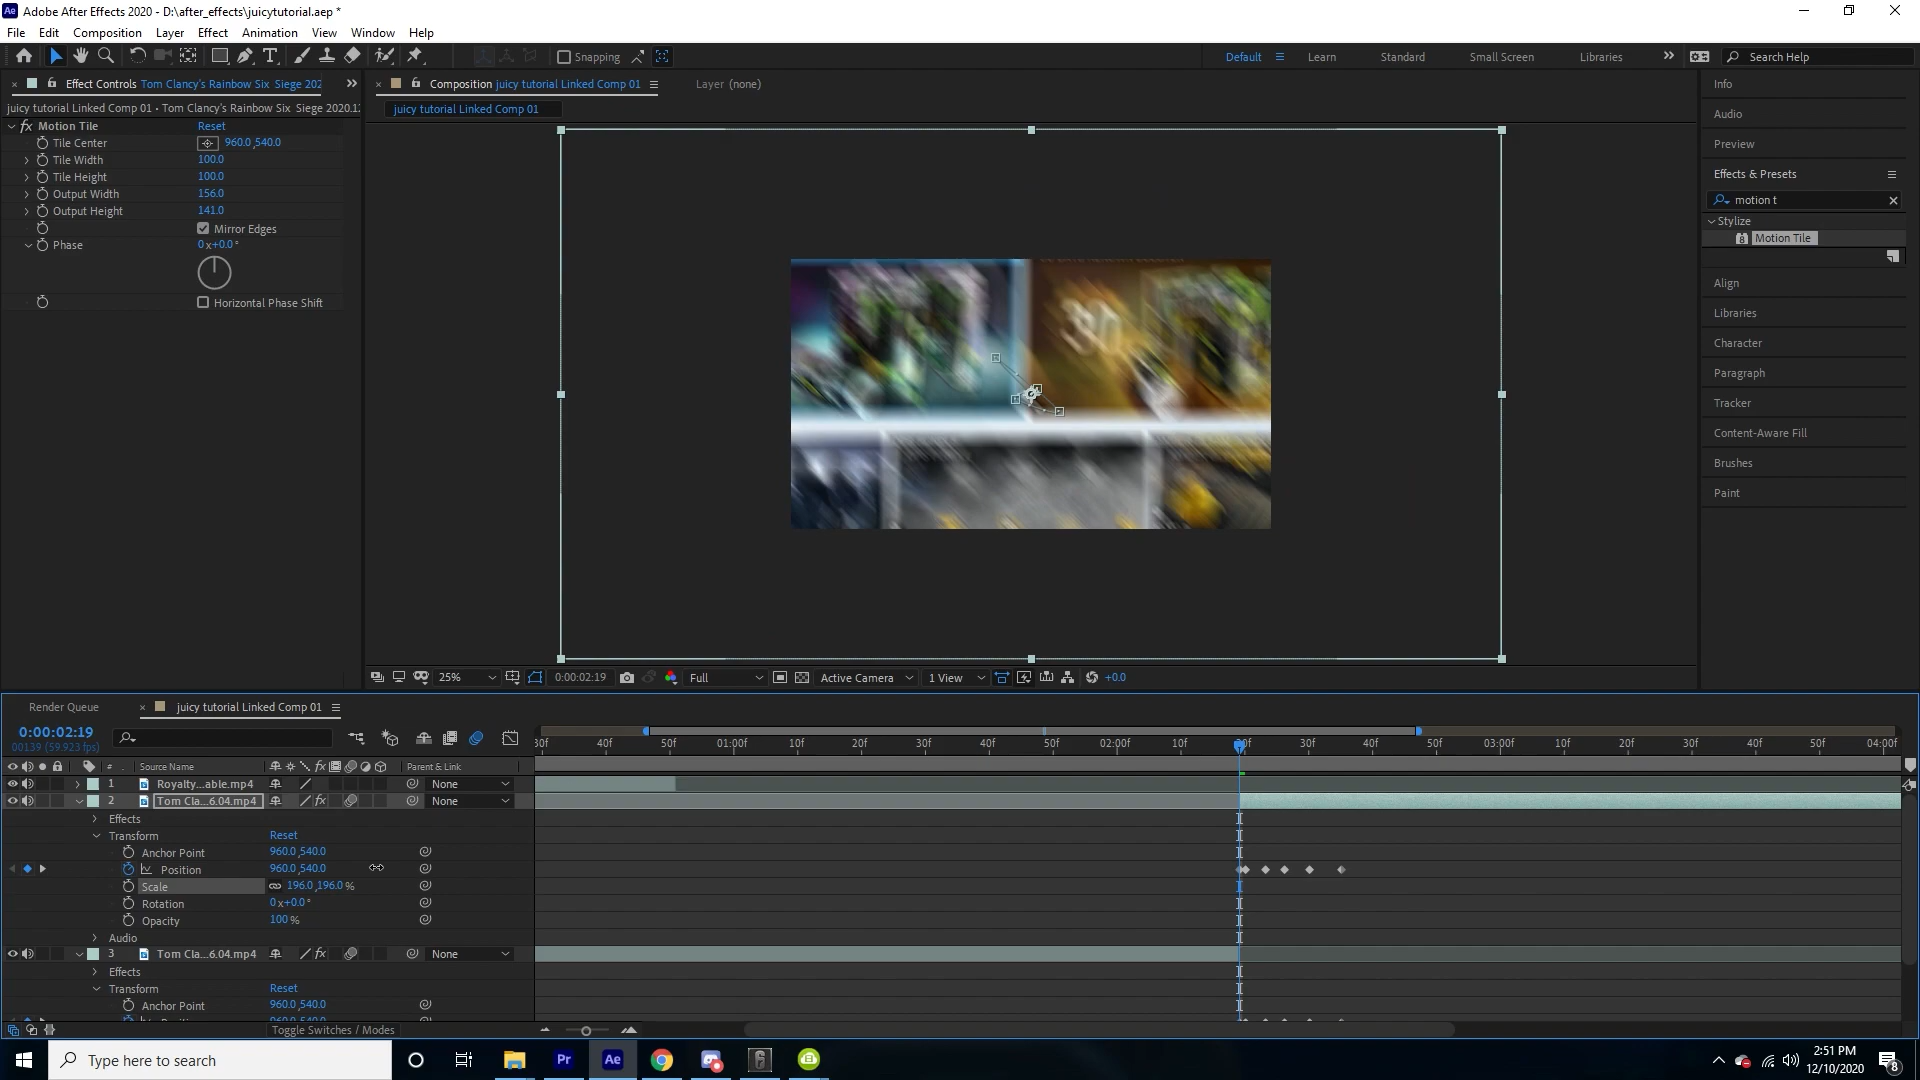 Adobe After Effects 2020 - D:\after_effects\juicytutorial.aep *
File Edit Composition Layer Effect Animation View Window Help
Snapping
Default Learn Standard Small Screen Libraries Search Help
Effect Controls Tom Clancy's Rainbow Six Siege 202
juicy tutorial Linked Comp 01 • Tom Clancy's Rainbow Six Siege 2020.12
fx Motion Tile Reset
Tile Center 960.0,540.0
Tile Width 100.0
Tile Height 100.0
Output Width 156.0
Output Height 141.0
Mirror Edges
Phase 0x+0.0°
Horizontal Phase Shift
Composition juicy tutorial Linked Comp 01
Layer (none)
juicy tutorial Linked Comp 01
30
25% 0:00:02:19 Full Active Camera 1 View +0.0
Info
Audio
Preview
Effects & Presets
motion t
Stylize
Motion Tile
Align
Libraries
Character
Paragraph
Tracker
Content-Aware Fill
Brushes
Paint
Render Queue juicy tutorial Linked Comp 01
0:00:02:19
00139 (59.923 fps)
30f 40f 50f 01:00f 10f 20f 30f 40f 50f 02:00f 10f 20f 30f 40f 50f 03:00f 10f 20f 30f 40f 50f 04:00f
# Source Name fx Parent & Link
1 Royalty...able.mp4 None
2 Tom Cla...6.04.mp4 fx None
Effects
Transform Reset
Anchor Point 960.0,540.0
Position 960.0,540.0
Scale 196.0,196.0%
Rotation 0x+0.0°
Opacity 100%
Audio
3 Tom Cla...6.04.mp4 fx None
Effects
Transform Reset
Anchor Point 960.0,540.0
Toggle Switches / Modes
Type here to search
Pr Ae
2:51 PM
12/10/2020
8